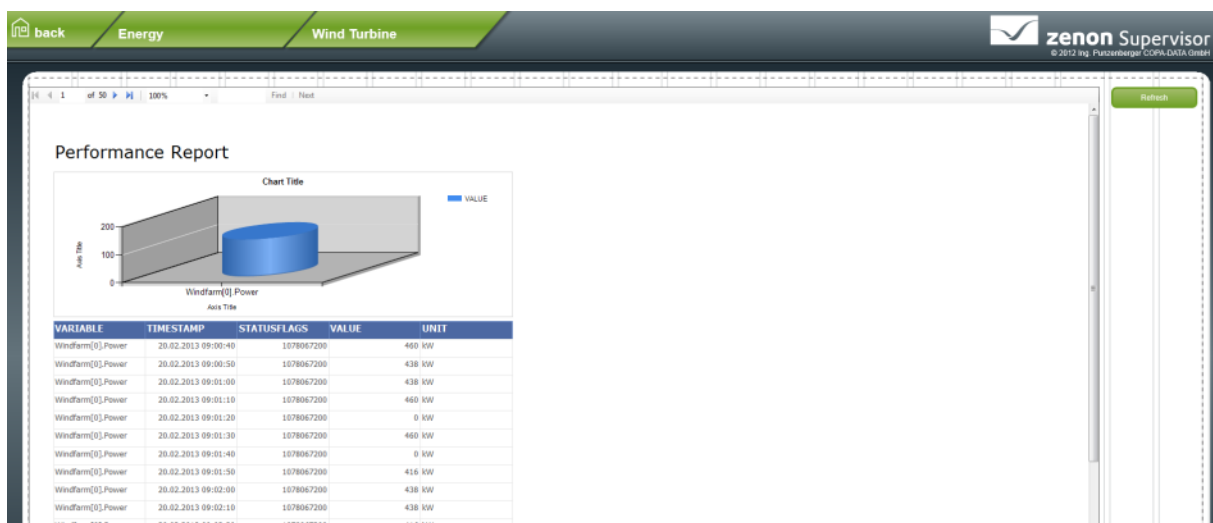 back Energy Wind Turbine
zenon Supervisor
© 2012 Ing. Punzenberger COPA-DATA GmbH
1 of 50 100% Find | Next
Refresh
Performance Report
Chart Title
VALUE
200
100
0
Axis Title
Windfarm[0].Power
Axis Title
VARIABLE TIMESTAMP STATUSFLAGS VALUE UNIT
Windfarm[0].Power 20.02.2013 09:00:40 1078067200 460 kW
Windfarm[0].Power 20.02.2013 09:00:50 1078067200 438 kW
Windfarm[0].Power 20.02.2013 09:01:00 1078067200 438 kW
Windfarm[0].Power 20.02.2013 09:01:10 1078067200 460 kW
Windfarm[0].Power 20.02.2013 09:01:20 1078067200 0 kW
Windfarm[0].Power 20.02.2013 09:01:30 1078067200 460 kW
Windfarm[0].Power 20.02.2013 09:01:40 1078067200 0 kW
Windfarm[0].Power 20.02.2013 09:01:50 1078067200 416 kW
Windfarm[0].Power 20.02.2013 09:02:00 1078067200 438 kW
Windfarm[0].Power 20.02.2013 09:02:10 1078067200 438 kW